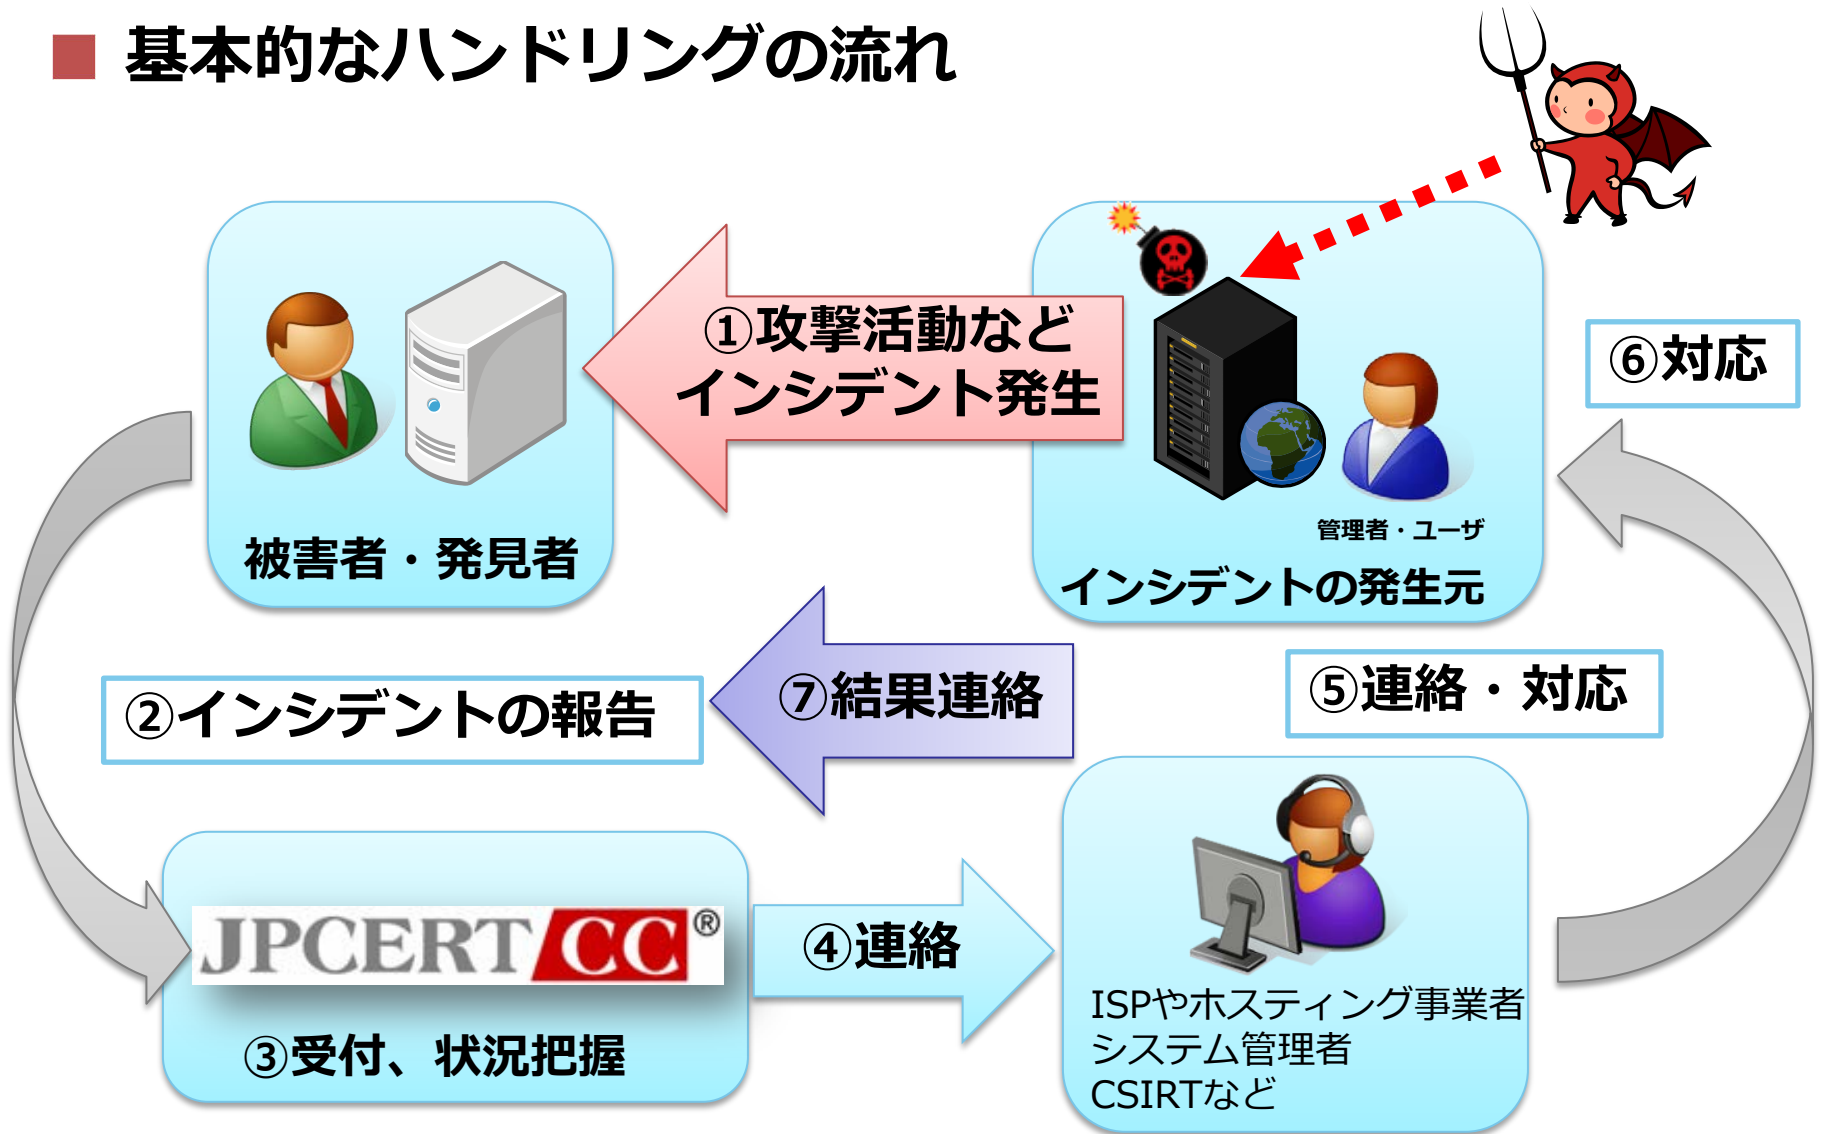 基本的なハンドリングの流れ
①攻撃活動など
インシデント発生
⑥対応
被害者・発見者
管理者・ユーザ
インシデントの発生元
②インシデントの報告
⑦結果連絡
⑤連絡・対応
JPCERT/CC®
③受付、状況把握
④連絡
ISPやホスティング事業者
システム管理者
CSIRTなど